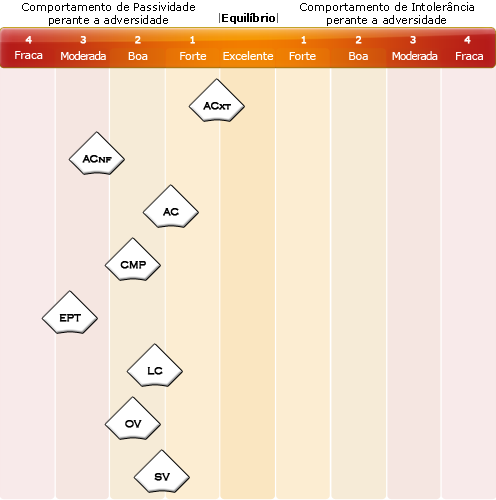 Comportamento de Passividade
perante a adversidade
|Equilíbrio|
Comportamento de Intolerância
perante a adversidade
4 3 2 1 1 2 3 4
Fraca Moderada Boa Forte Excelente Forte Boa Moderada Fraca
ACXT
ACNF
AC
CMP
EPT
LC
OV
SV